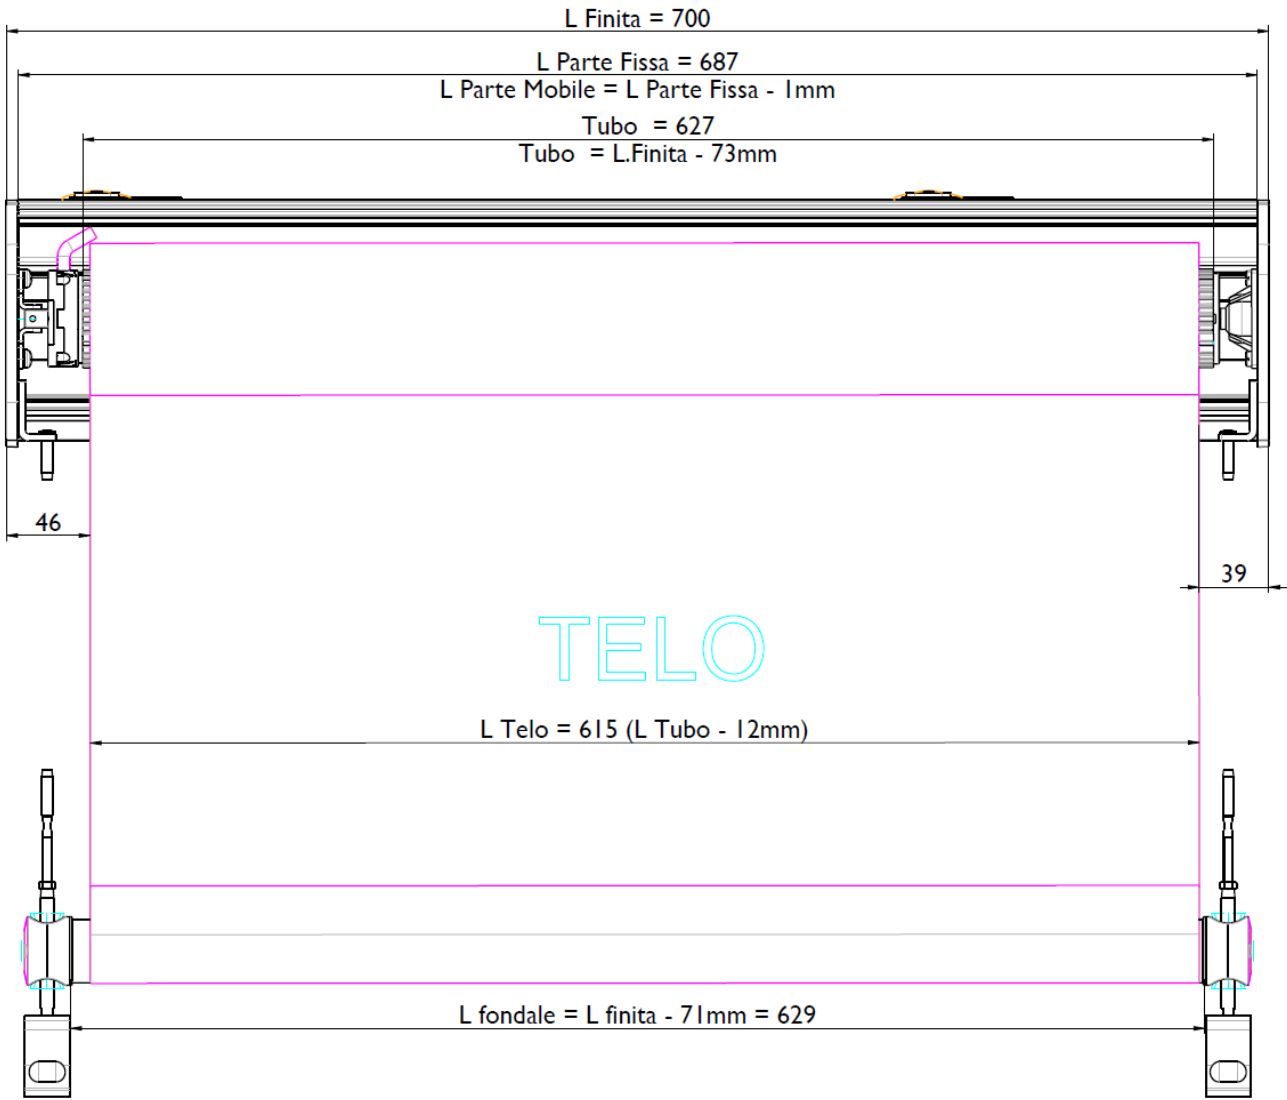 L Finita = 700
L Parte Fissa = 687
L Parte Mobile = L Parte Fissa - 1mm
Tubo = 627
Tubo = L.Finita - 73mm
46
39
TELO
L Telo = 615 (L Tubo - 12mm)
L fondale = L finita - 71mm = 629